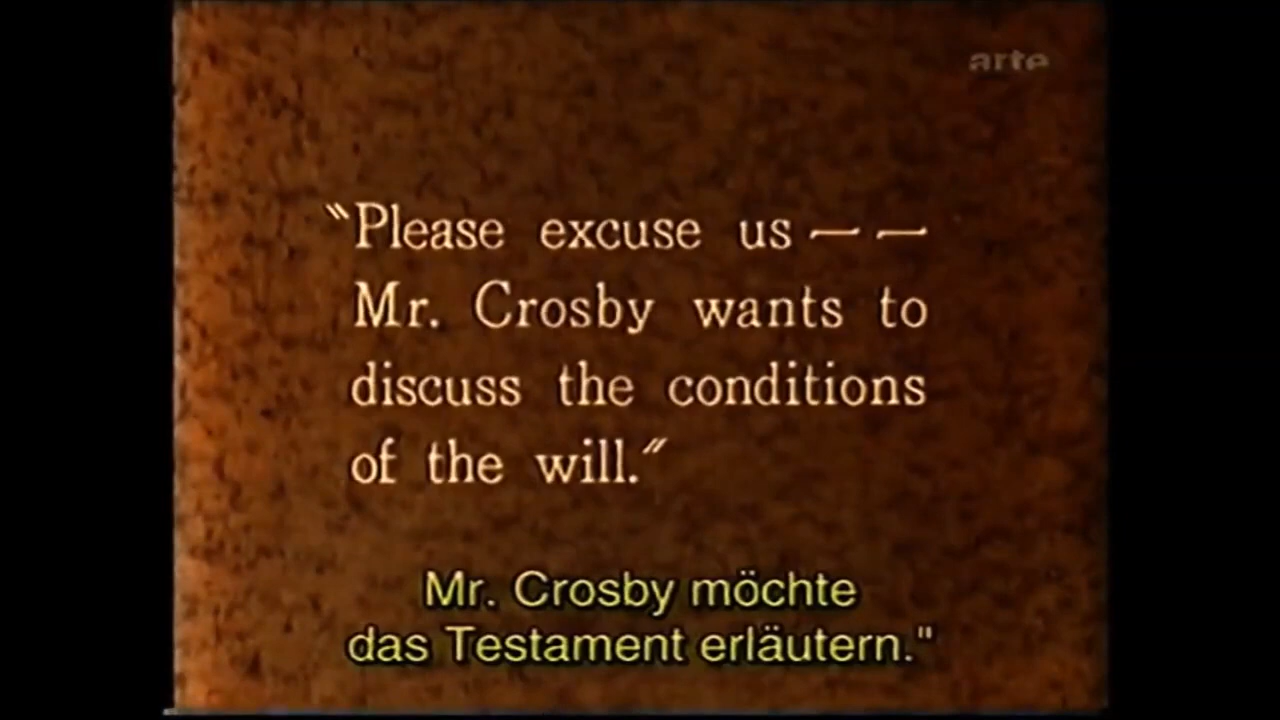 arte
“Please excuse us — —
Mr. Crosby wants to
discuss the conditions
of the will.”
Mr. Crosby möchte
das Testament erläutern."